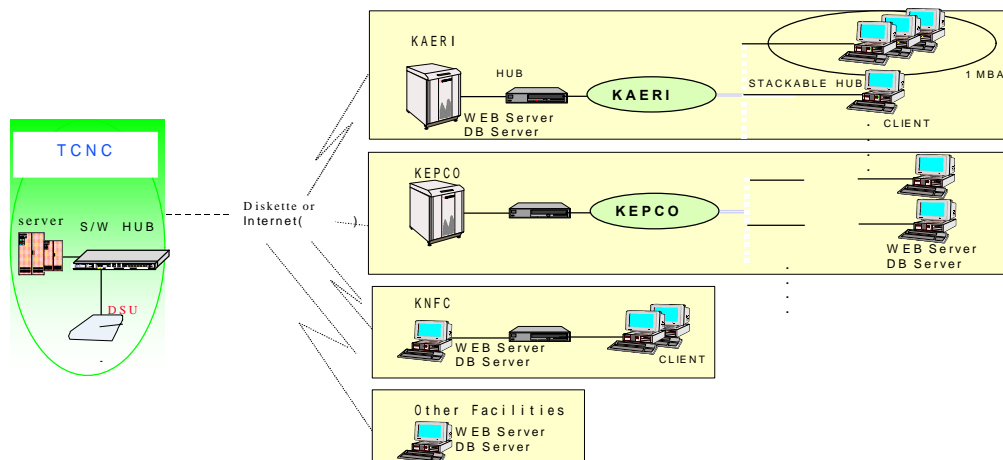 TCNC
server
S/W HUB
DSU
Diskette or
Internet( )
KAERI
HUB
WEB Server
DB Server
KAERI
STACKABLE HUB
1 MBA
CLIENT
KEPCO
KEPCO
WEB Server
DB Server
KNFC
WEB Server
DB Server
CLIENT
Other Facilities
WEB Server
DB Server